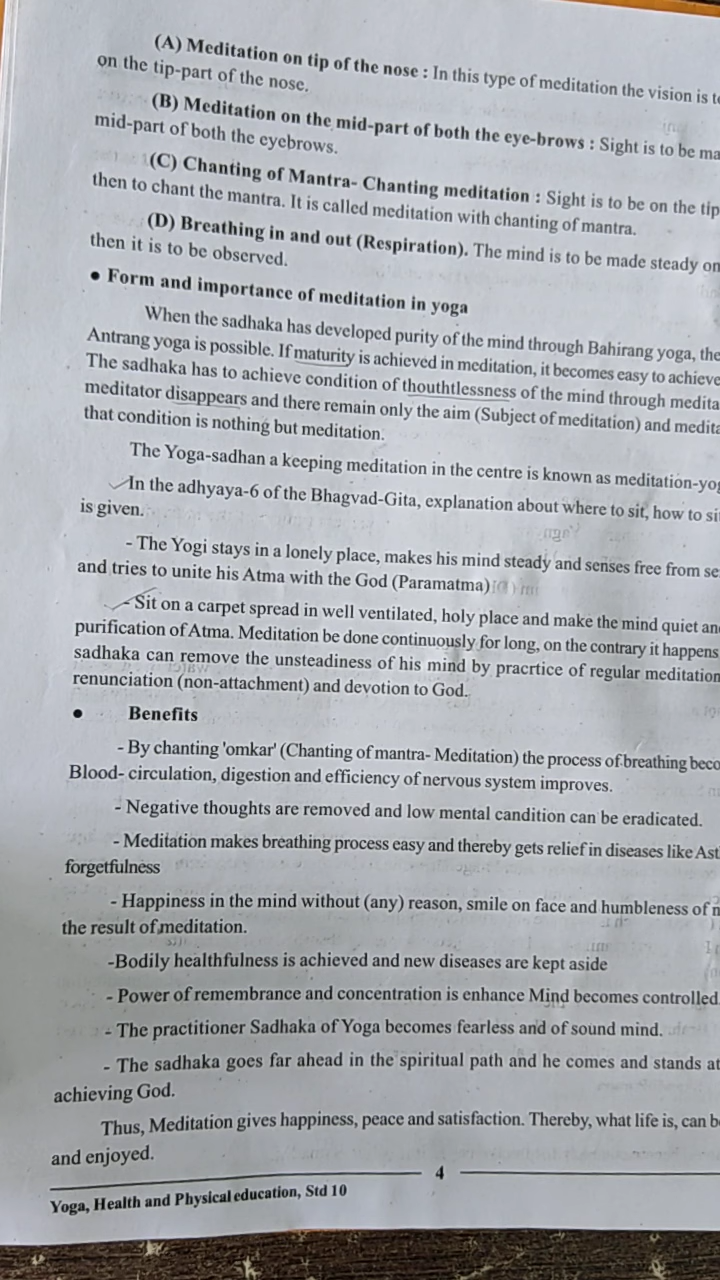 (A) Meditation on tip of the nose : In this type of meditation the vision is
on the tip-part of the nose.
(B) Meditation on the mid-part of both the eye-brows : Sight is to be
mid-part of both the eyebrows.
(C) Chanting of Mantra- Chanting meditation : Sight is to be on the tip
then to chant the mantra. It is called meditation with chanting of mantra.
(D) Breathing in and out (Respiration). The mind is to be made steady on
then it is to be observed.
• Form and importance of meditation in yoga
When the sadhaka has developed purity of the mind through Bahirang yoga, the
Antrang yoga is possible. If maturity is achieved in meditation, it becomes easy to achieve
The sadhaka has to achieve condition of thouthtlessness of the mind through
meditator disappears and there remain only the aim (Subject of meditation) and
that condition is nothing but meditation.
The Yoga-sadhan a keeping meditation in the centre is known as
In the adhyaya-6 of the Bhagvad-Gita, explanation about where to sit, how to
is given.
- The Yogi stays in a lonely place, makes his mind steady and senses free from
and tries to unite his Atma with the God (Paramatma)
- Sit on a carpet spread in well ventilated, holy place and make the mind quiet
purification of Atma. Meditation be done continuously for long, on the contrary it happens
sadhaka can remove the unsteadiness of his mind by pracrtice of regular meditation
renunciation (non-attachment) and devotion to God.
• Benefits
- By chanting 'omkar' (Chanting of mantra- Meditation) the process of breathing
Blood- circulation, digestion and efficiency of nervous system improves.
- Negative thoughts are removed and low mental candition can be eradicated.
- Meditation makes breathing process easy and thereby gets relief in diseases like
forgetfulness
- Happiness in the mind without (any) reason, smile on face and humbleness of
the result of meditation.
-Bodily healthfulness is achieved and new diseases are kept aside
- Power of remembrance and concentration is enhance Mind becomes controlled
- The practitioner Sadhaka of Yoga becomes fearless and of sound mind.
- The sadhaka goes far ahead in the spiritual path and he comes and stands at
achieving God.
Thus, Meditation gives happiness, peace and satisfaction. Thereby, what life is, can
and enjoyed.
4
Yoga, Health and Physical education, Std 10